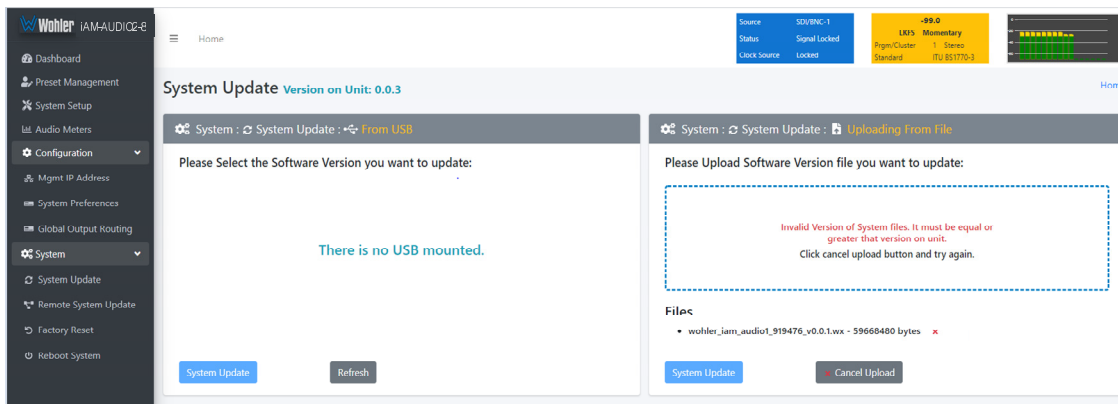 Wohler iAM-AUDIO2-8
Dashboard
Preset Management
System Setup
Audio Meters
Configuration
Mgmt IP Address
System Preferences
Global Output Routing
System
System Update
Remote System Update
Factory Reset
Reboot System
Home
Source SDI/BNC-1
Status Signal Locked
Clock Source Locked
-99.0
LKFS Momentary
Prgm/Cluster 1 Stereo
Standard ITU BS1770-3
System Update Version on Unit: 0.0.3
Hom
System : System Update : From USB
Please Select the Software Version you want to update:
There is no USB mounted.
System Update Refresh
System : System Update : Uploading From File
Please Upload Software Version file you want to update:
Invalid Version of System files. It must be equal or
greater that version on unit.
Click cancel upload button and try again.
Files
wohler_iam_audio1_919476_v0.0.1.wx - 59668480 bytes x
System Update x Cancel Upload